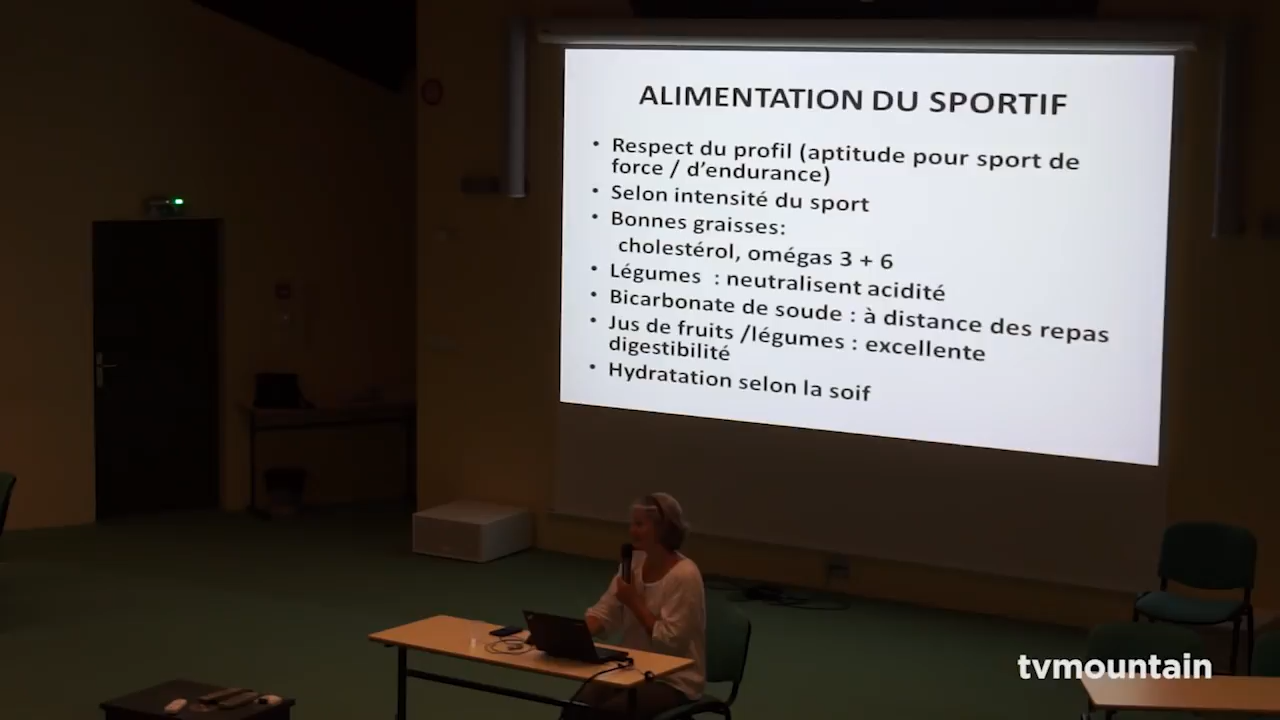 ALIMENTATION DU SPORTIF
• Respect du profil (aptitude pour sport de
force / d'endurance)
• Selon intensité du sport
• Bonnes graisses:
cholestérol, omégas 3 + 6
• Légumes : neutralisent acidité
• Bicarbonate de soude : à distance des repas
• Jus de fruits /légumes : excellente
digestibilité
• Hydratation selon la soif
tvmountain